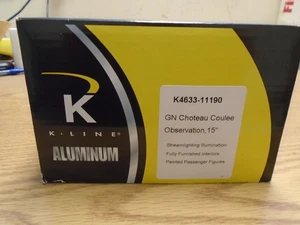 K
K-LINE®
ALUMINUM
K4633-11190
GN Choteau Coulee
Observation, 15"
Streamlighting Illumination
Fully Furnished Interiors
Painted Passenger Figures